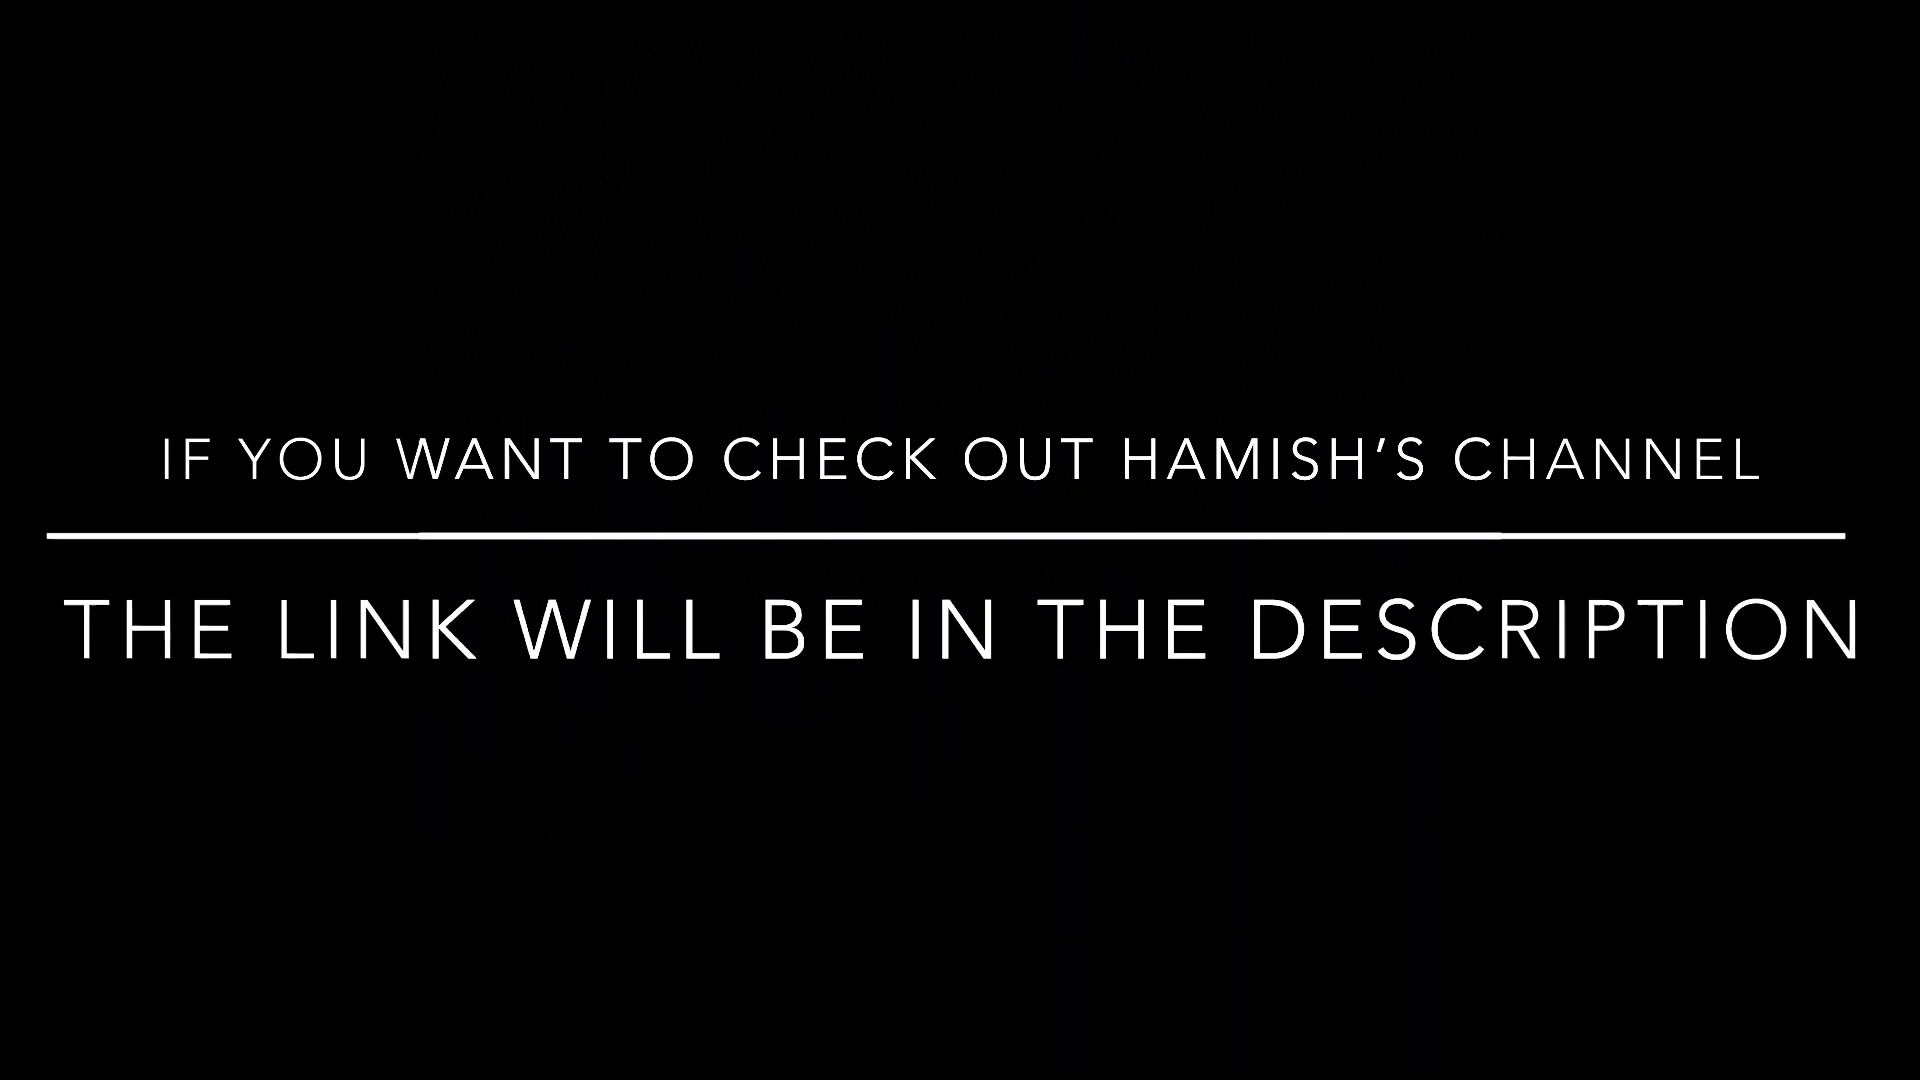 IF YOU WANT TO CHECK OUT HAMISH’S CHANNEL
THE LINK WILL BE IN THE DESCRIPTION